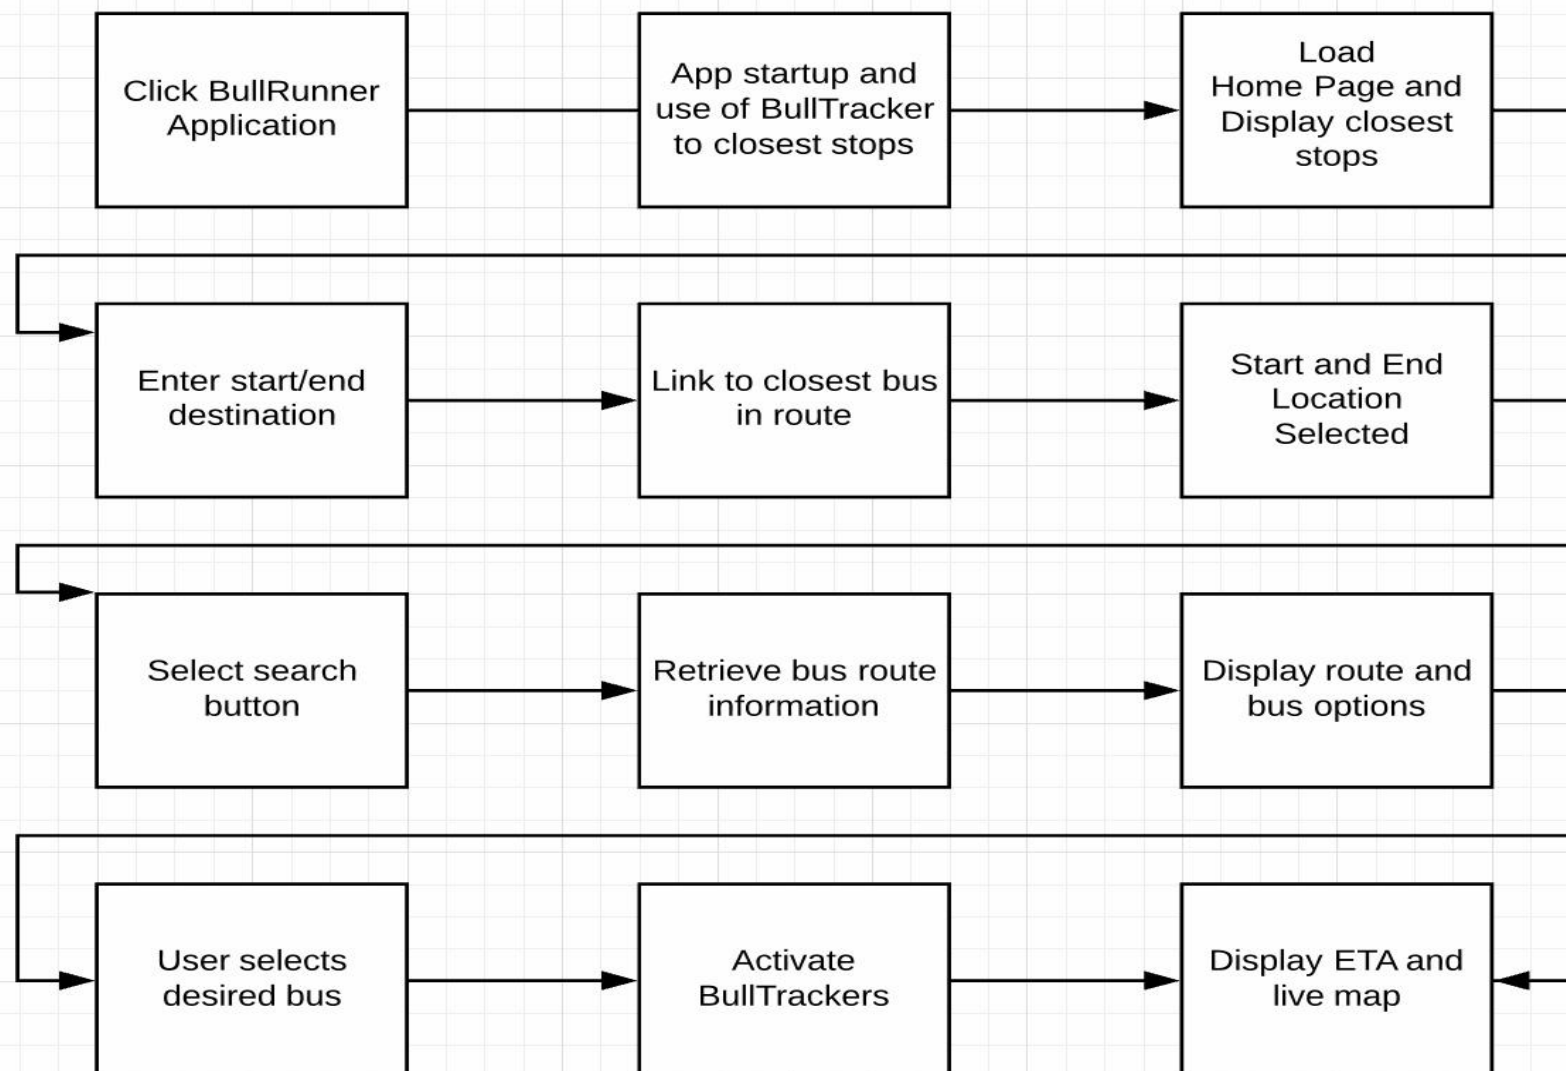 Click BullRunner
Application
App startup and
use of BullTracker
to closest stops
Load
Home Page and
Display closest
stops
Enter start/end
destination
Link to closest bus
in route
Start and End
Location
Selected
Select search
button
Retrieve bus route
information
Display route and
bus options
User selects
desired bus
Activate
BullTrackers
Display ETA and
live map